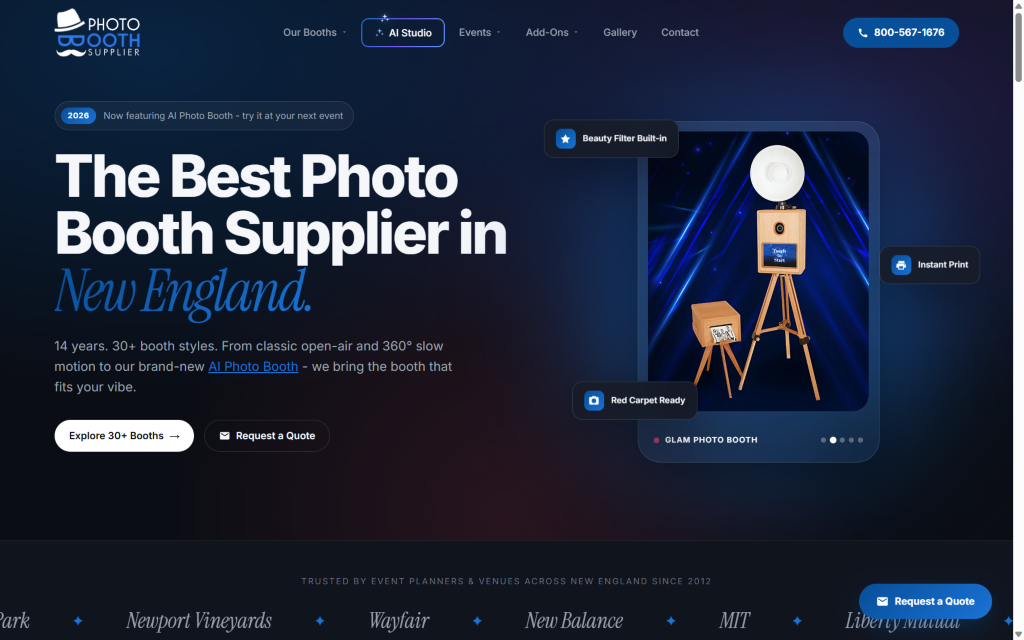 PHOTO
BOOTH
SUPPLIER
Our Booths
AI Studio
Events
Add-Ons
Gallery
Contact
800-567-1676
2026 Now featuring AI Photo Booth - try it at your next event
The Best Photo
Booth Supplier in
New England.
14 years. 30+ booth styles. From classic open-air and 360° slow
motion to our brand-new AI Photo Booth - we bring the booth that
fits your vibe.
Explore 30+ Booths →
Request a Quote
Beauty Filter Built-in
Touch
To
Start
Instant Print
Red Carpet Ready
GLAM PHOTO BOOTH
TRUSTED BY EVENT PLANNERS & VENUES ACROSS NEW ENGLAND SINCE 2012
Park ✦ Newport Vineyards ✦ Wayfair ✦ New Balance ✦ MIT ✦ Liberty Mutual ✦
Request a Quote